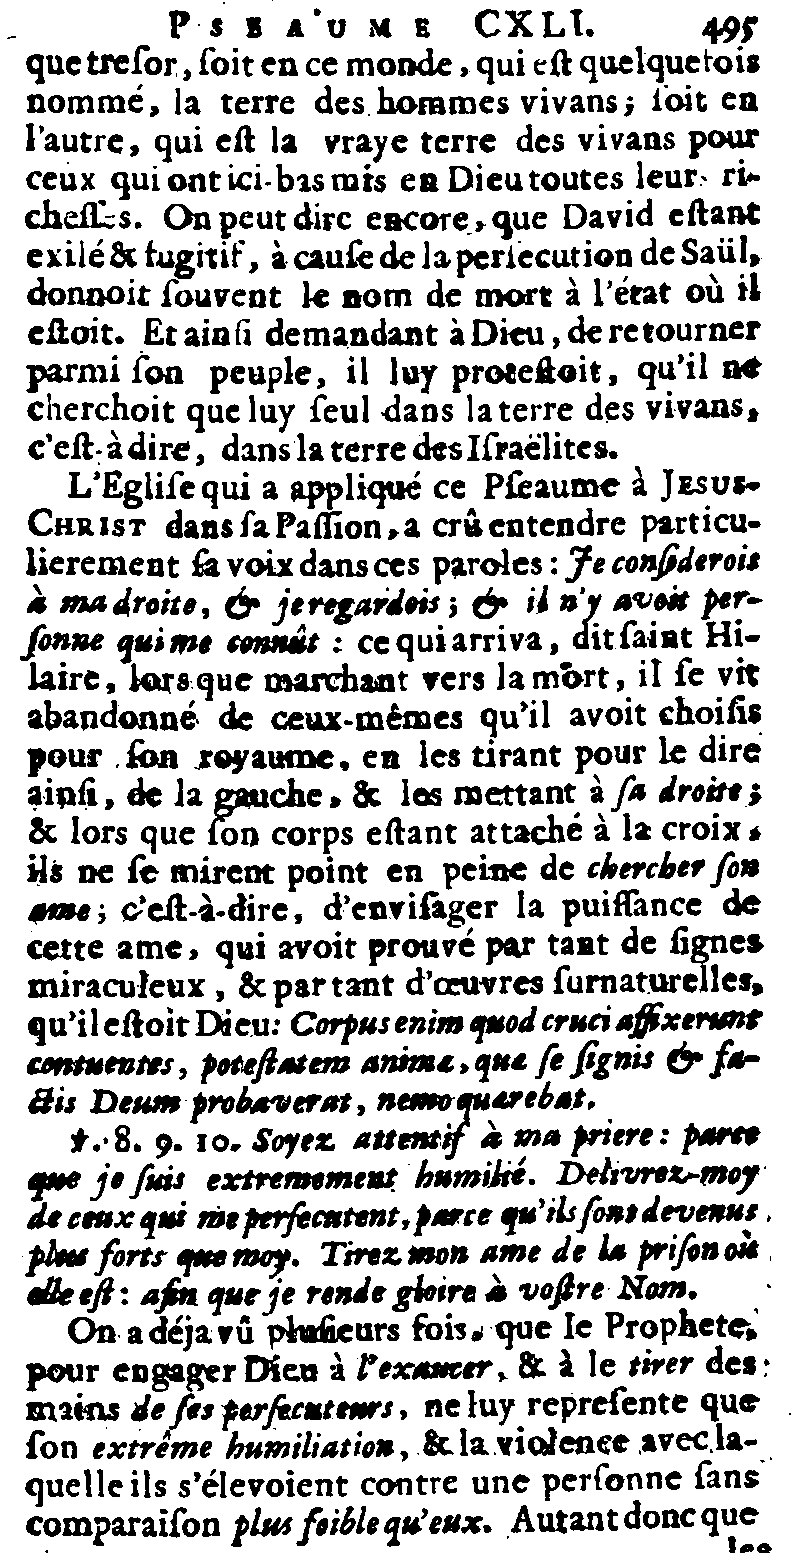 PSEAUME CXLI. 495
que tresor, soit en ce monde, qui est quelquefois
nommé, la terre des hommes vivans; soit en
l'autre, qui est la vraye terre des vivans pour
ceux qui ont ici-bas mis en Dieu toutes leur ri-
chesses. On peut dire encore, que David estant
exilé & fugitif, à cause de la persecution de Saül,
donnoit souvent le nom de mort à l'état où il
estoit. Et ainsi demandant à Dieu, de retourner
parmi son peuple, il luy protestoit, qu'il ne
cherchoit que luy seul dans la terre des vivans,
c'est-à dire, dans la terre des Israëlites.
L'Eglise qui a appliqué ce Pseaume à JESUS-
CHRIST dans sa Passion, a crû entendre particu-
lierement sa voix dans ces paroles: Je considerois
à ma droite, & je regardois; & il n'y avoit per-
sonne qui me connût: ce qui arriva, dit saint Hi-
laire, lors que marchant vers la mort, il se vit
abandonné de ceux-mêmes qu'il avoit choisis
pour son royaume, en les tirant pour le dire
ainsi, de la gauche, & les mettant à sa droite;
& lors que son corps estant attaché à la croix,
ils ne se mirent point en peine de chercher son
ame; c'est-à-dire, d'envisager la puissance de
cette ame, qui avoit prouvé par tant de signes
miraculeux, & par tant d'œuvres surnaturelles,
qu'il estoit Dieu: Corpus enim quod cruci affixerunt
contuentes, potestatem animæ, quæ se signis & fa-
ctis Deum probaverat, nemo quærebat.
℣. 8. 9. 10. Soyez attentif à ma priere: parce
que je suis extremement humilié. Delivrez-moy
de ceux qui me persecutent, parce qu'ils sont devenus
plus forts que moy. Tirez mon ame de la prison où
elle est: afin que je rende gloire à vostre Nom.
On a déja vû plusieurs fois, que le Prophete,
pour engager Dieu à l'exaucer, & à le tirer des
mains de ses persecuteurs, ne luy represente que
son extrême humiliation, & la violence avec la-
quelle ils s'élevoient contre une personne sans
comparaison plus foible qu'eux. Autant donc que
les